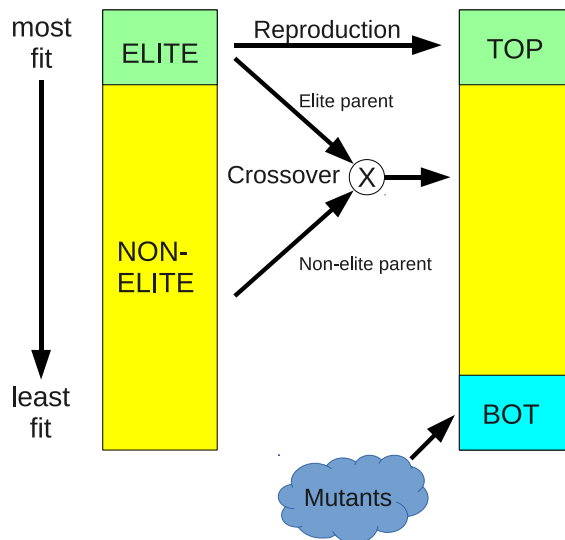 most
fit
ELITE
Reproduction
TOP
Elite parent
Crossover
X
NON-
ELITE
Non-elite parent
least
fit
BOT
Mutants